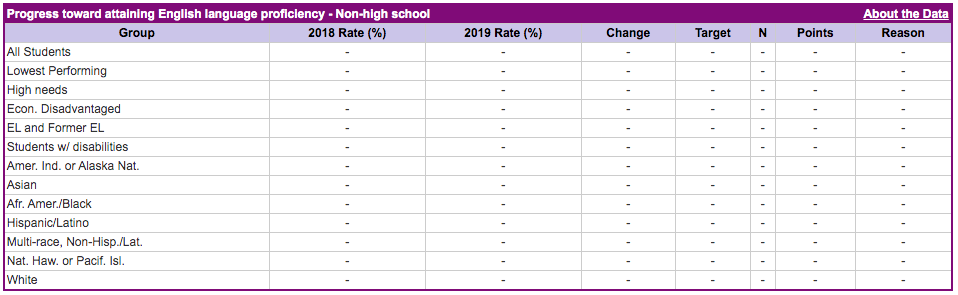 Progress toward attaining English language proficiency - Non-high school About the Data
Group 2018 Rate (%) 2019 Rate (%) Change Target N Points Reason
All Students - - - - - - -
Lowest Performing - - - - - - -
High needs - - - - - - -
Econ. Disadvantaged - - - - - - -
EL and Former EL - - - - - - -
Students w/ disabilities - - - - - - -
Amer. Ind. or Alaska Nat. - - - - - - -
Asian - - - - - - -
Afr. Amer./Black - - - - - - -
Hispanic/Latino - - - - - - -
Multi-race, Non-Hisp./Lat. - - - - - - -
Nat. Haw. or Pacif. Isl. - - - - - - -
White - - - - - - -